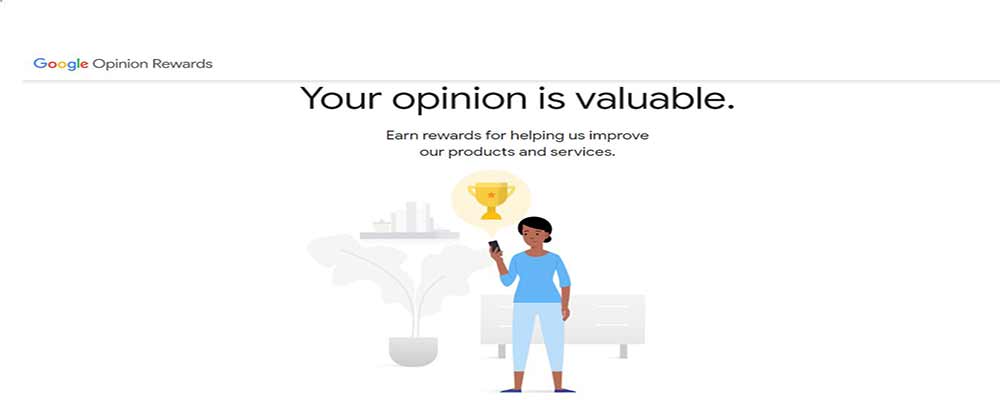 Google Opinion Rewards
Your opinion is valuable.
Earn rewards for helping us improve
our products and services.